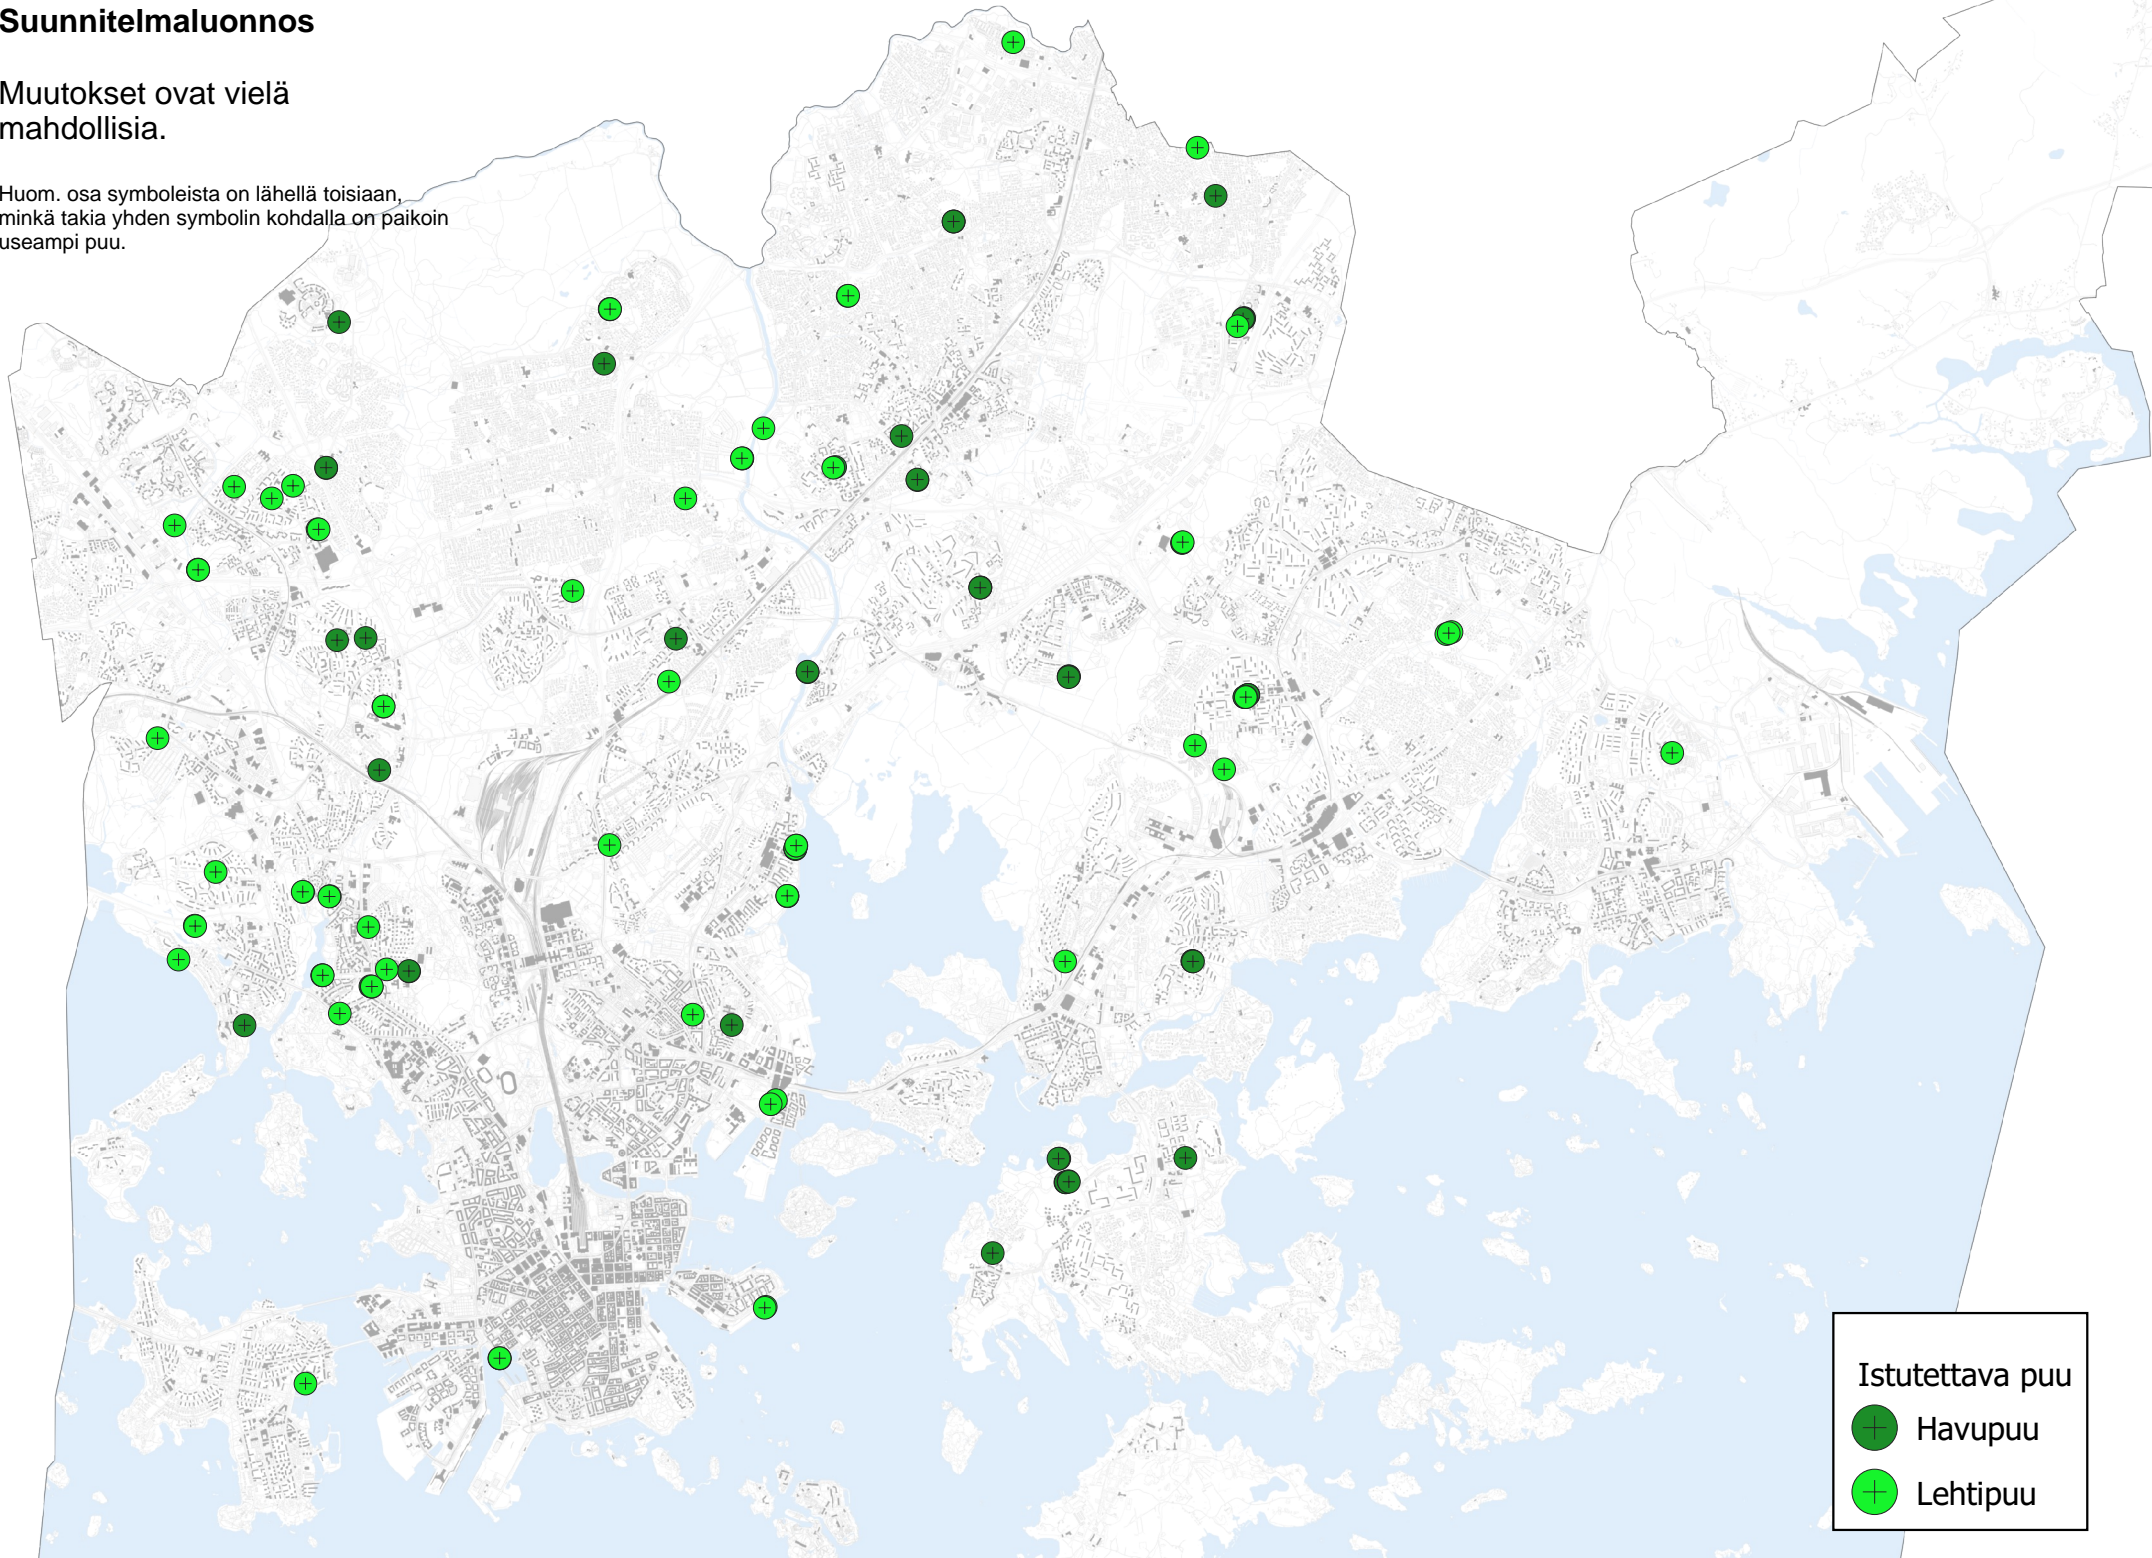 Suunnitelmaluonnos
Muutokset ovat vielä
mahdollisia.
Huom. osa symboleista on lähellä toisiaan,
minkä takia yhden symbolin kohdalla on paikoin
useampi puu.
Istutettava puu
Havupuu
Lehtipuu